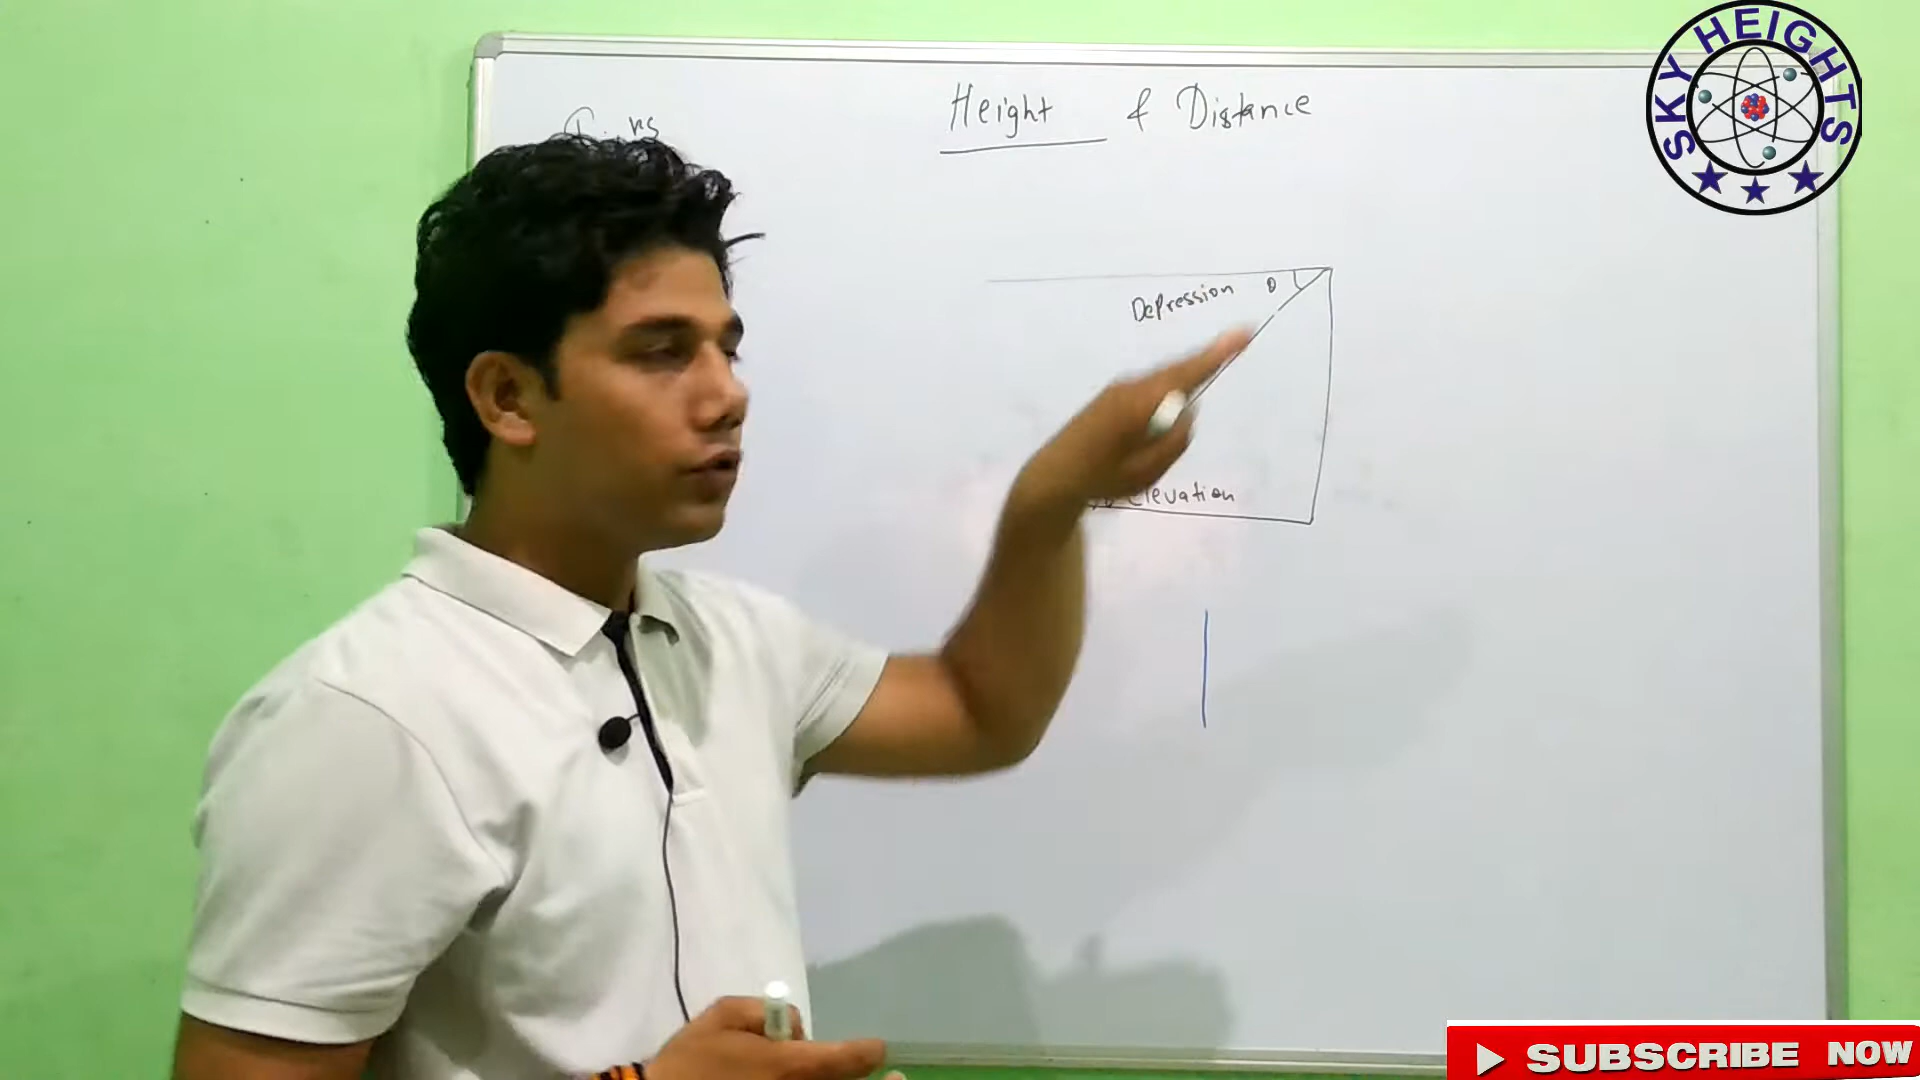 Height & Distance
SKY HEIGHTS
Depression θ
elevation
SUBSCRIBE NOW